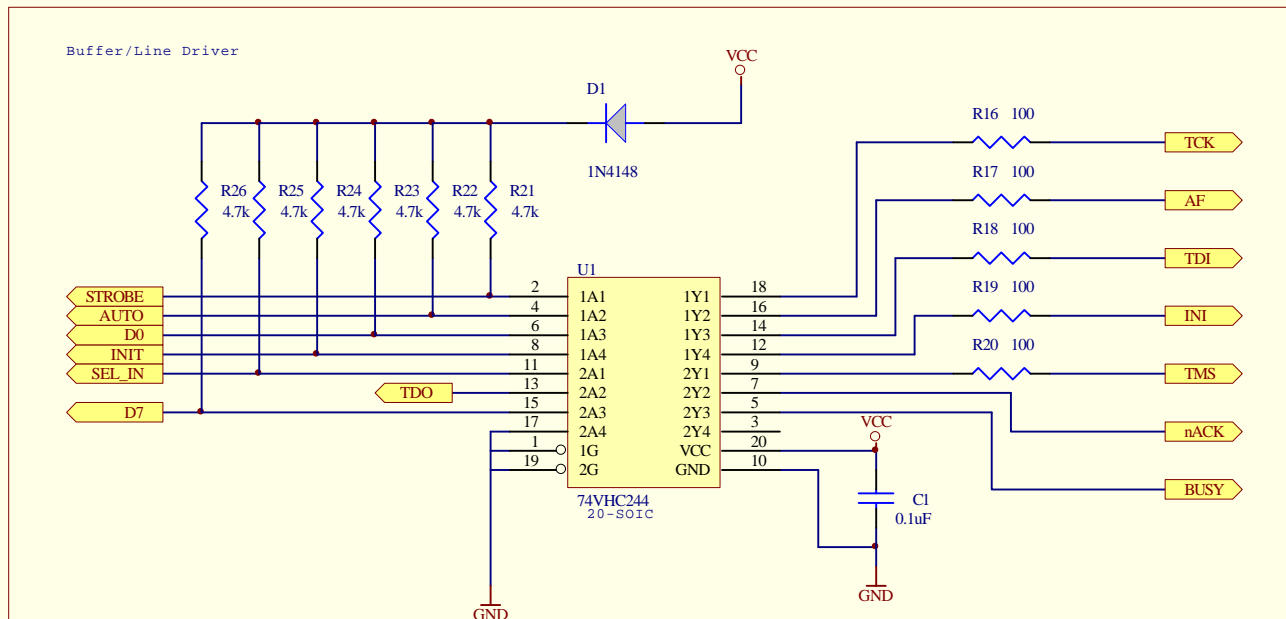 Buffer/Line Driver
VCC
D1
1N4148
R16 100
TCK
R17 100
AF
R18 100
TDI
R19 100
INI
R20 100
TMS
R26 R25 R24 R23 R22 R21
4.7k 4.7k 4.7k 4.7k 4.7k 4.7k
U1
STROBE 2 1A1 1Y1 18
AUTO 4 1A2 1Y2 16
D0 6 1A3 1Y3 14
INIT 8 1A4 1Y4 12
SEL_IN 11 2A1 2Y1 9
TDO 13 2A2 2Y2 7
D7 15 2A3 2Y3 5
17 2A4 2Y4 3
1 1G VCC 20
19 2G GND 10
74VHC244
20-SOIC
VCC
nACK
BUSY
C1
0.1uF
GND
GND